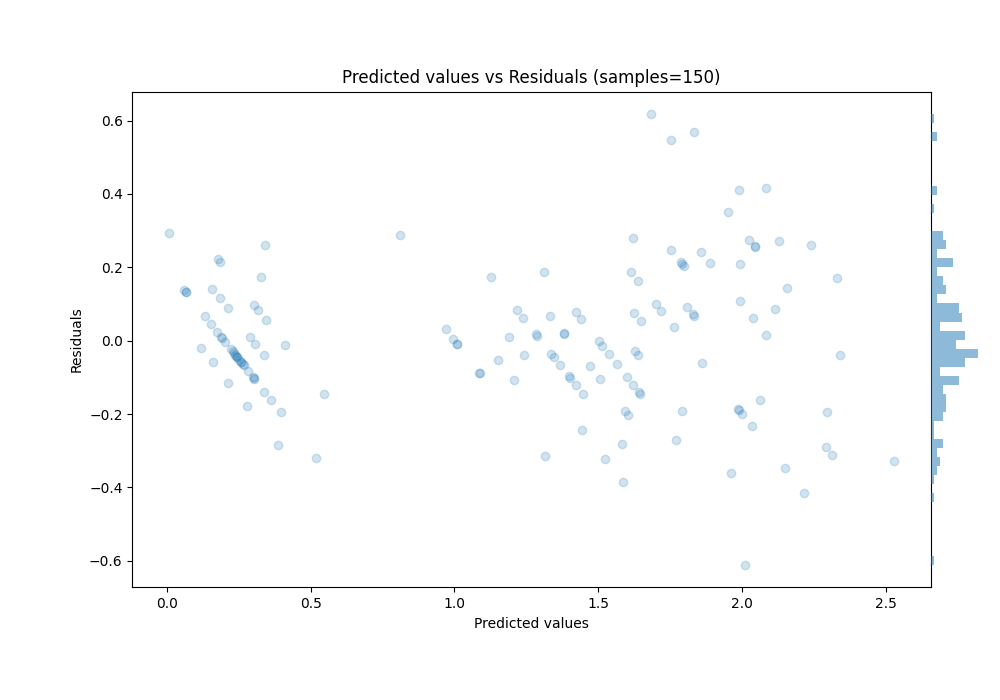 Predicted values vs Residuals (samples=150)
0.6
0.4
0.2
0.0
−0.2
−0.4
−0.6
Residuals
0.0 0.5 1.0 1.5 2.0 2.5
Predicted values